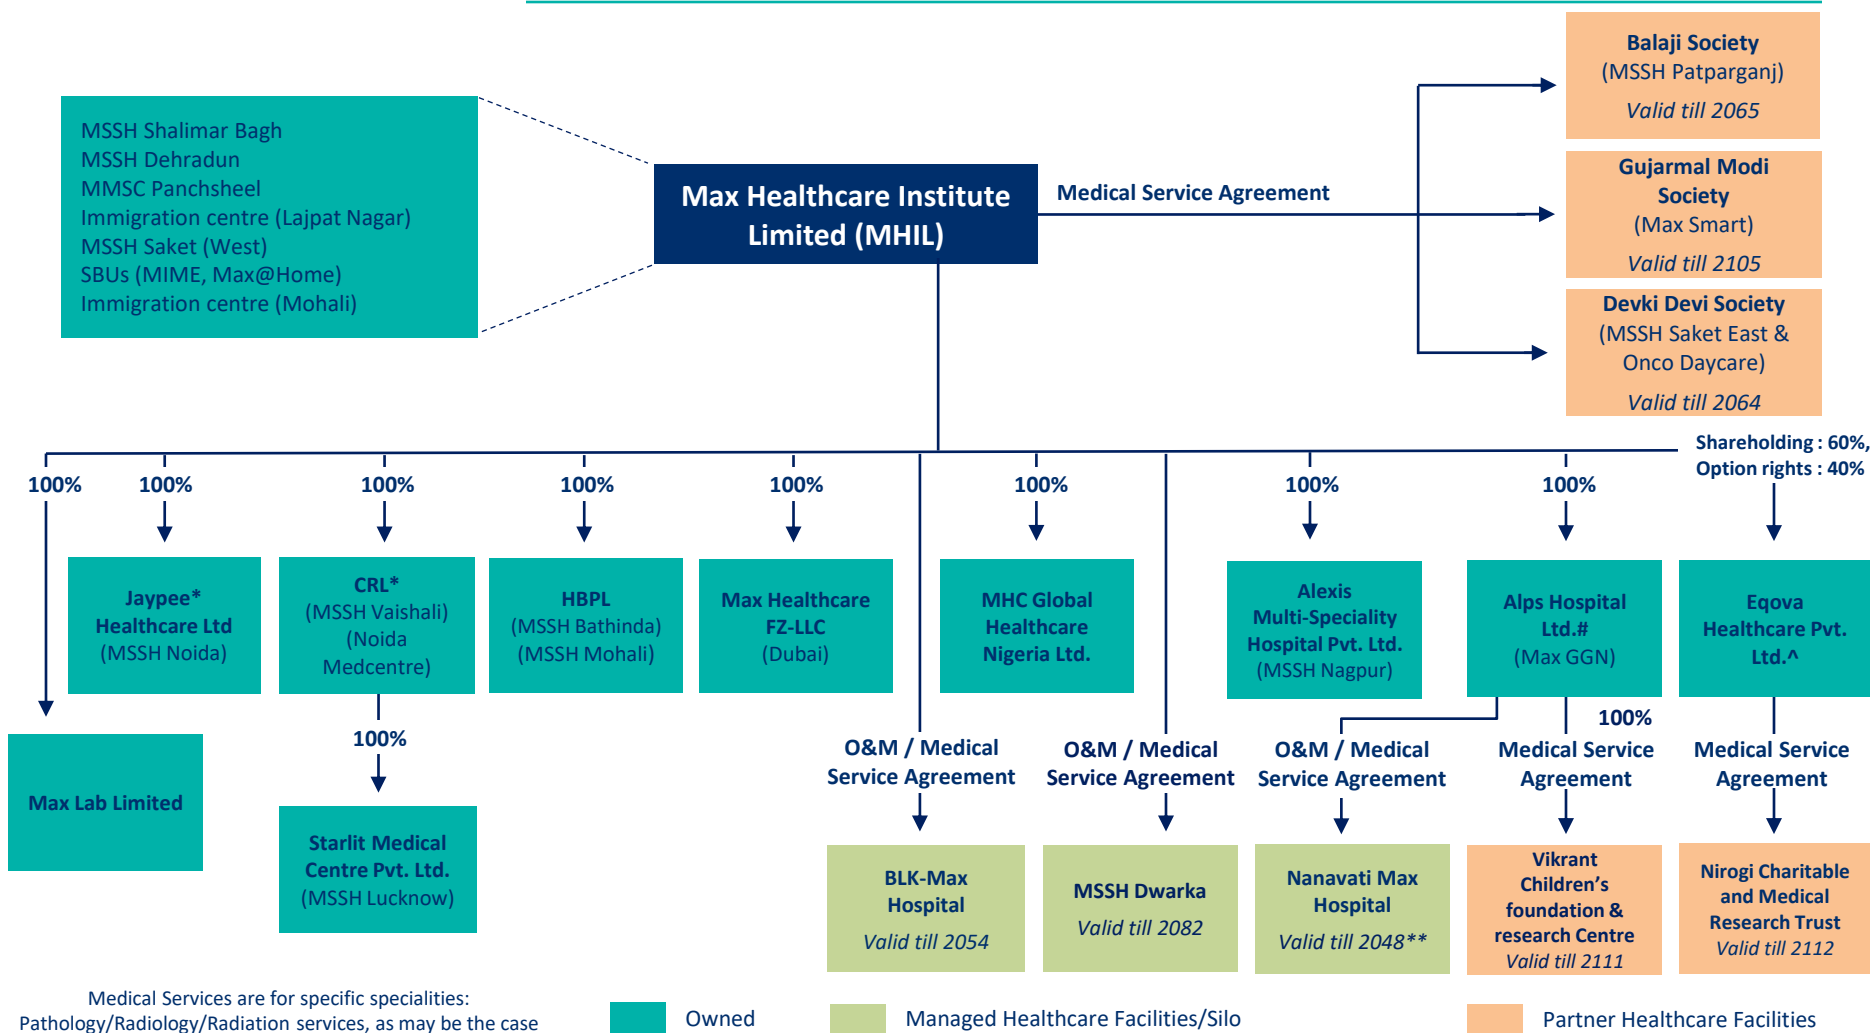 Balaji Society
(MSSH Patparganj)
Valid till 2065
MSSH Shalimar Bagh
MSSH Dehradun
MMSC Panchsheel
Immigration centre (Lajpat Nagar)
MSSH Saket (West)
SBUs (MIME, Max@Home)
Immigration centre (Mohali)
Max Healthcare Institute
Limited (MHIL)
Medical Service Agreement
Gujarmal Modi
Society
(Max Smart)
Valid till 2105
Devki Devi Society
(MSSH Saket East &
Onco Daycare)
Valid till 2064
Shareholding : 60%,
Option rights : 40%
100%
100%
100%
100%
100%
100%
100%
100%
Jaypee*
Healthcare Ltd
(MSSH Noida)
CRL*
(MSSH Vaishali)
(Noida
Medcentre)
HBPL
(MSSH Bathinda)
(MSSH Mohali)
Max Healthcare
FZ-LLC
(Dubai)
MHC Global
Healthcare
Nigeria Ltd.
Alexis
Multi-Speciality
Hospital Pvt. Ltd.
(MSSH Nagpur)
Alps Hospital
Ltd.#
(Max GGN)
Eqova
Healthcare Pvt.
Ltd.^
100%
100%
O&M / Medical
Service Agreement
O&M / Medical
Service Agreement
O&M / Medical
Service Agreement
Medical Service
Agreement
Medical Service
Agreement
Max Lab Limited
Starlit Medical
Centre Pvt. Ltd.
(MSSH Lucknow)
BLK-Max
Hospital
Valid till 2054
MSSH Dwarka
Valid till 2082
Nanavati Max
Hospital
Valid till 2048**
Vikrant
Children’s
foundation &
research Centre
Valid till 2111
Nirogi Charitable
and Medical
Research Trust
Valid till 2112
Medical Services are for specific specialities:
Pathology/Radiology/Radiation services, as may be the case
Owned
Managed Healthcare Facilities/Silo
Partner Healthcare Facilities